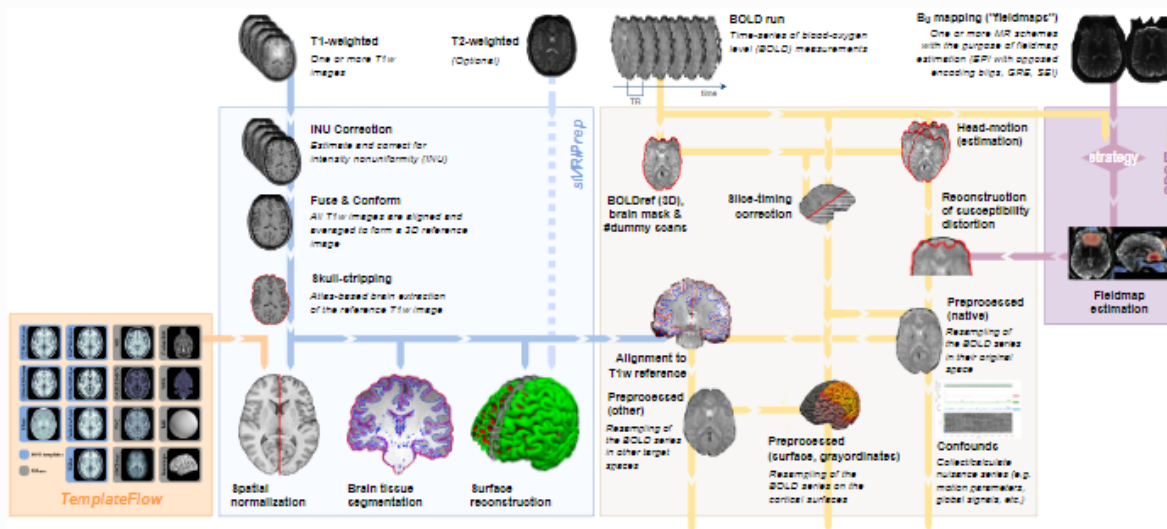 T1-weighted
One or more T1w
images
T2-weighted
(Optional)
BOLD run
Time-series of blood-oxygen
level (BOLD) measurements
TR
time
B0 mapping ("fieldmaps")
One or more MR schemes
with the gurgose of fieldmag
estimation (EPI with opposed
encoding blips, GRE, SEI)
INU Correction
Estimate and correct for
intensity nonuniformity (INU)
Fuse & Conform
All T1w images are aligned and
averaged to form a 3D reference
image
Skull-stripping
Atlas-based brain extraction
of the reference T1w image
BOLDref (3D),
brain mask &
#dummy scans
Slice-timing
correction
Head-motion
(estimation)
strategy
Reconstruction
of susceptibility
distortion
Fieldmap
estimation
Alignment to
T1w reference
Preprocessed
(native)
Resampling of
the BOLD series
in their original
space
Preprocessed
(other)
Resampling of
the BOLD series
in other target
spaces
Preprocessed
(surface, grayordinates)
Resampling of the
BOLD series on the
cortical surfaces
Confounds
Collect/calculate
nuisance series (e.g.
motion parameters,
global signals, etc.)
TemplateFlow
Spatial
normalization
Brain tissue
segmentation
Surface
reconstruction